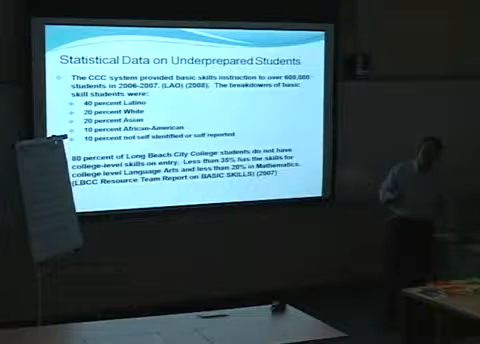 Statistical Data on Underprepared Students
The CCC system provided basic skills instruction to over 600,000
students in 2006-2007. (LAO) (2008). The breakdowns of basic
skill students were:
40 percent Latino
20 percent White
20 percent Asian
10 percent African-American
10 percent not self identified or self reported
80 percent of Long Beach City College students do not have
college-level skills on entry. Less than 35% has the skills for
college level Language Arts and less than 20% in Mathematics.
(LBCC Resource Team Report on BASIC SKILLS) (2007)